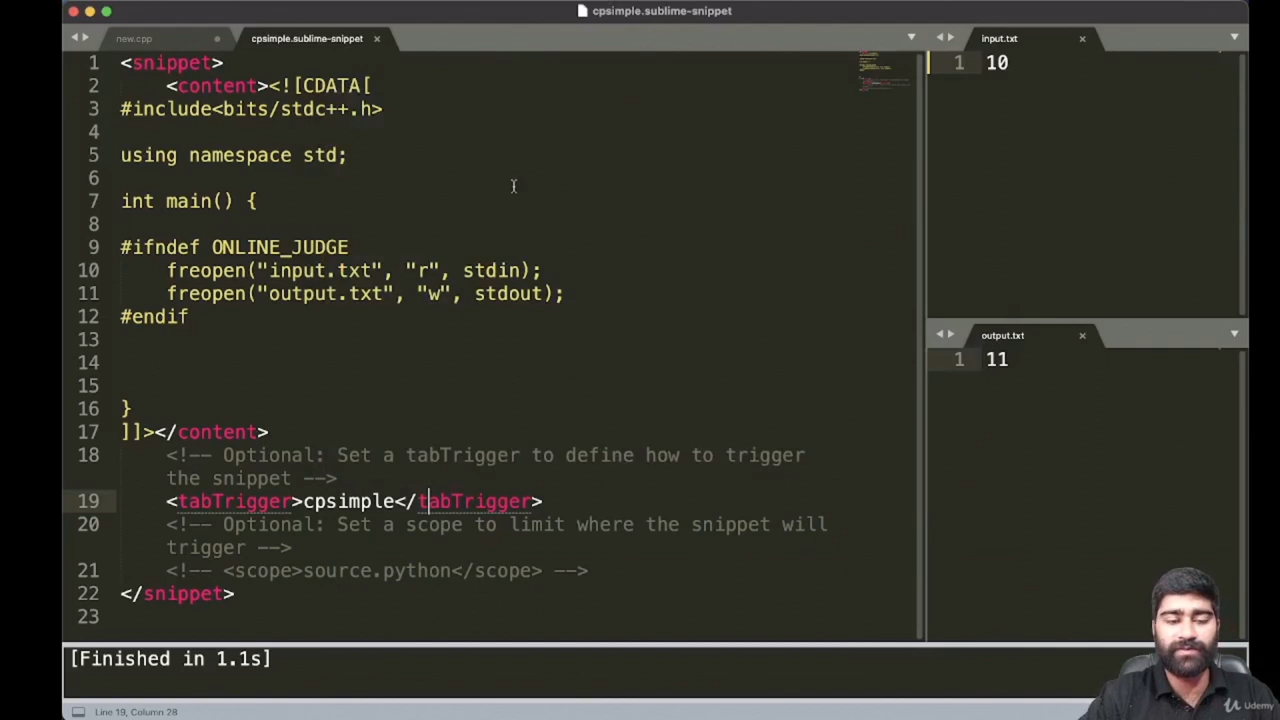 cpsimple.sublime-snippet
new.cpp
cpsimple.sublime-snippet
1 <snippet>
2 <content><![CDATA[
3 #include<bits/stdc++.h>
4
5 using namespace std;
6
7 int main() {
8
9 #ifndef ONLINE_JUDGE
10 freopen("input.txt", "r", stdin);
11 freopen("output.txt", "w", stdout);
12 #endif
13
14
15
16 }
17 ]]></content>
18 <!-- Optional: Set a tabTrigger to define how to trigger
the snippet -->
19 <tabTrigger>cpsimple</tabTrigger>
20 <!-- Optional: Set a scope to limit where the snippet will
trigger -->
21 <!-- <scope>source.python</scope> -->
22 </snippet>
23
input.txt
1 10
output.txt
1 11
[Finished in 1.1s]
Line 19, Column 28
Udemy